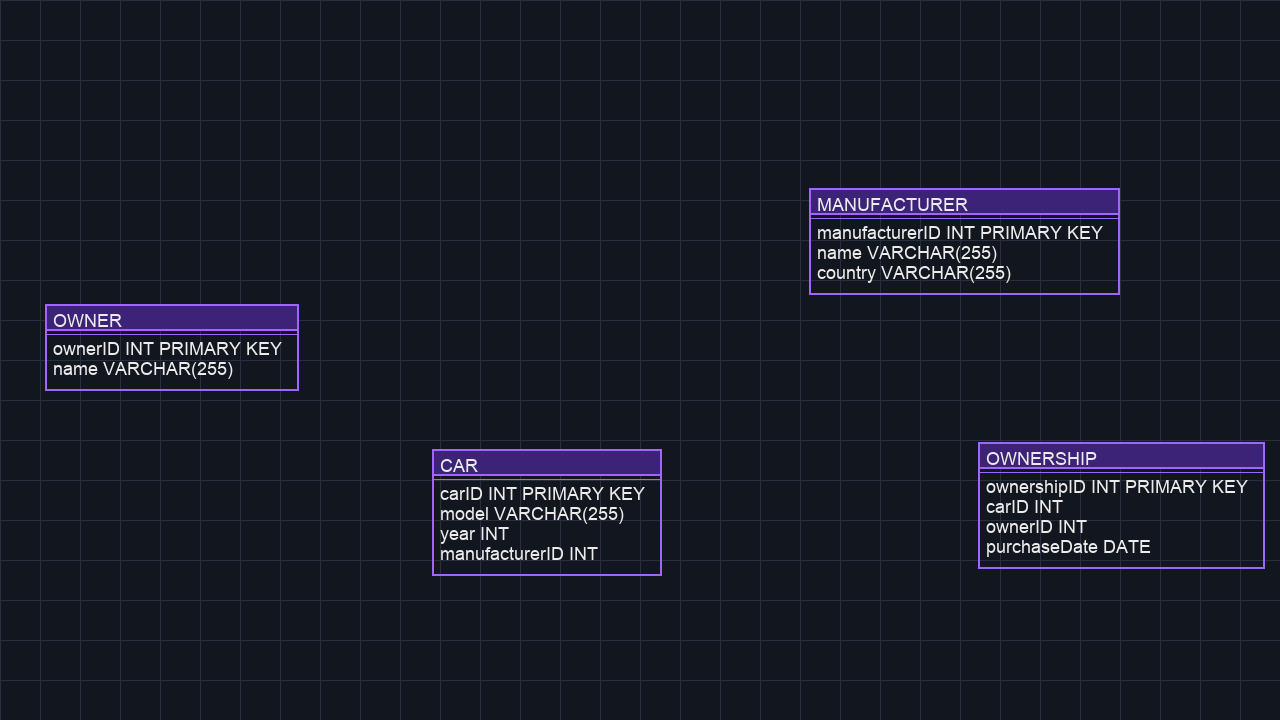 MANUFACTURER
manufacturerID INT PRIMARY KEY
name VARCHAR(255)
country VARCHAR(255)
OWNER
ownerID INT PRIMARY KEY
name VARCHAR(255)
CAR
carID INT PRIMARY KEY
model VARCHAR(255)
year INT
manufacturerID INT
OWNERSHIP
ownershipID INT PRIMARY KEY
carID INT
ownerID INT
purchaseDate DATE